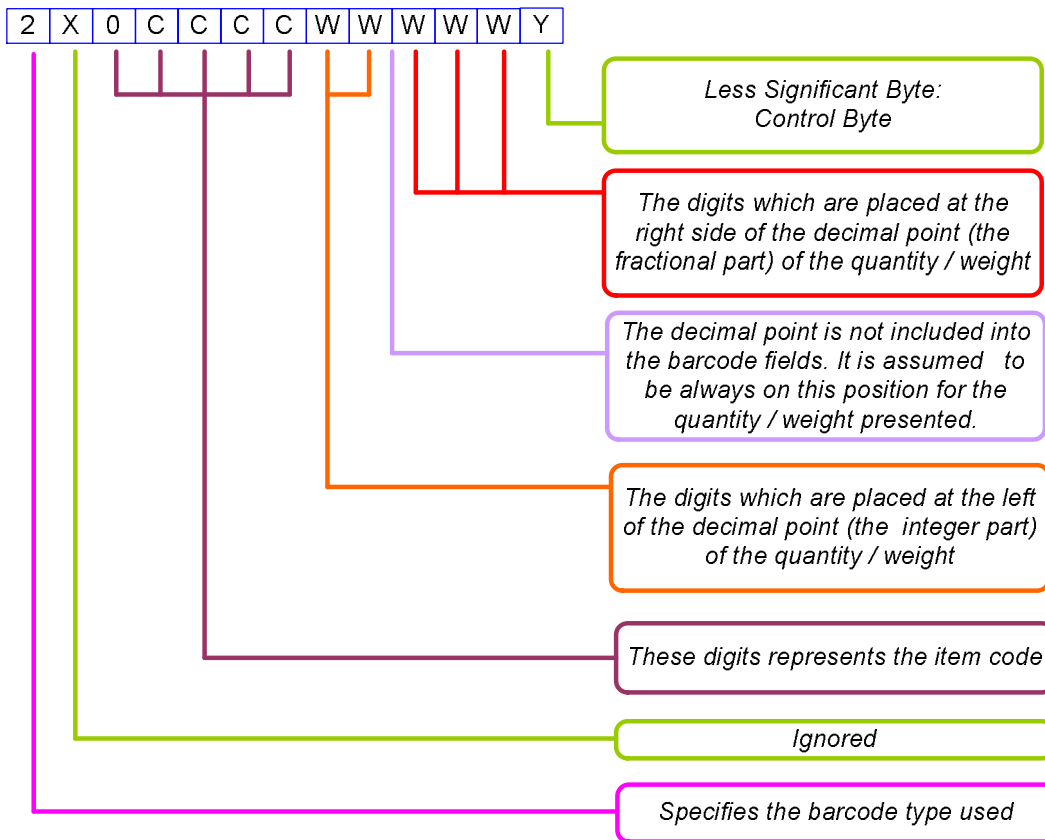 2 X 0 C C C C W W W W W Y
Less Significant Byte:
Control Byte
The digits which are placed at the
right side of the decimal point (the
fractional part) of the quantity / weight
The decimal point is not included into
the barcode fields. It is assumed to
be always on this position for the
quantity / weight presented.
The digits which are placed at the left
of the decimal point (the integer part)
of the quantity / weight
These digits represents the item code
Ignored
Specifies the barcode type used